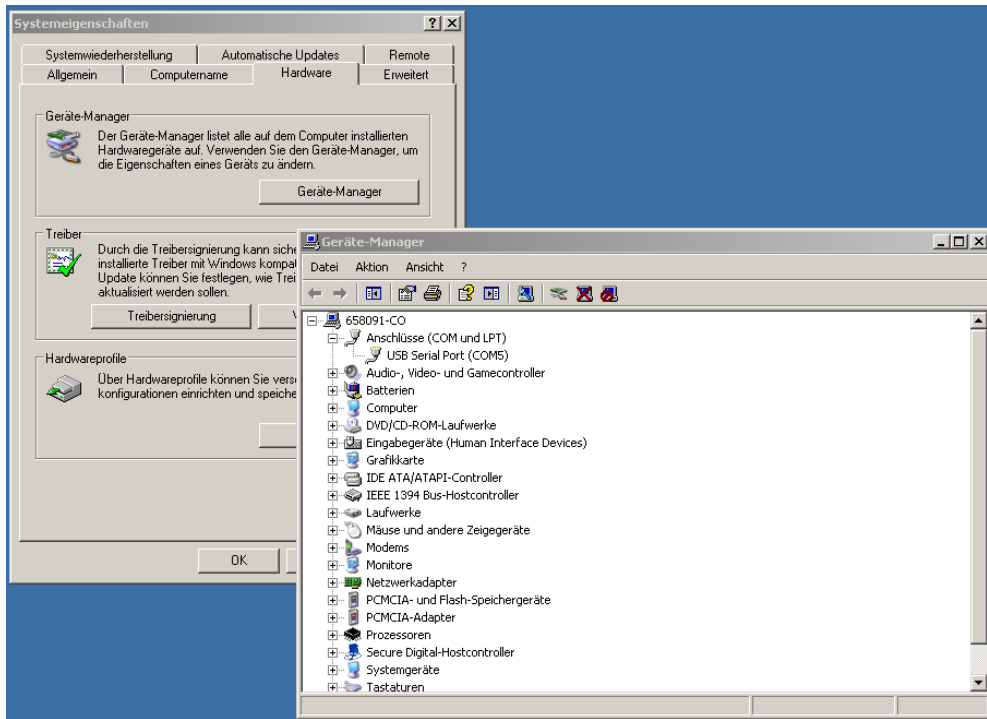 Systemeigenschaften
Systemwiederherstellung Automatische Updates Remote
Allgemein Computername Hardware Erweitert
Geräte-Manager
Der Geräte-Manager listet alle auf dem Computer installierten
Hardwaregeräte auf. Verwenden Sie den Geräte-Manager, um
die Eigenschaften eines Geräts zu ändern.
Geräte-Manager
Treiber
Durch die Treibersignierung kann
installierte Treiber mit Windows
Update können Sie festlegen, wie
aktualisiert werden sollen.
Treibersignierung
Hardwareprofile
Über Hardwareprofile können Sie
konfigurationen einrichten und
OK
Geräte-Manager
Datei Aktion Ansicht ?
658091-CO
Anschlüsse (COM und LPT)
USB Serial Port (COM5)
Audio-, Video- und Gamecontroller
Batterien
Computer
DVD/CD-ROM-Laufwerke
Eingabegeräte (Human Interface Devices)
Grafikkarte
IDE ATA/ATAPI-Controller
IEEE 1394 Bus-Hostcontroller
Laufwerke
Mäuse und andere Zeigegeräte
Modems
Monitore
Netzwerkadapter
PCMCIA- und Flash-Speichergeräte
PCMCIA-Adapter
Prozessoren
Secure Digital-Hostcontroller
Systemgeräte
Tastaturen